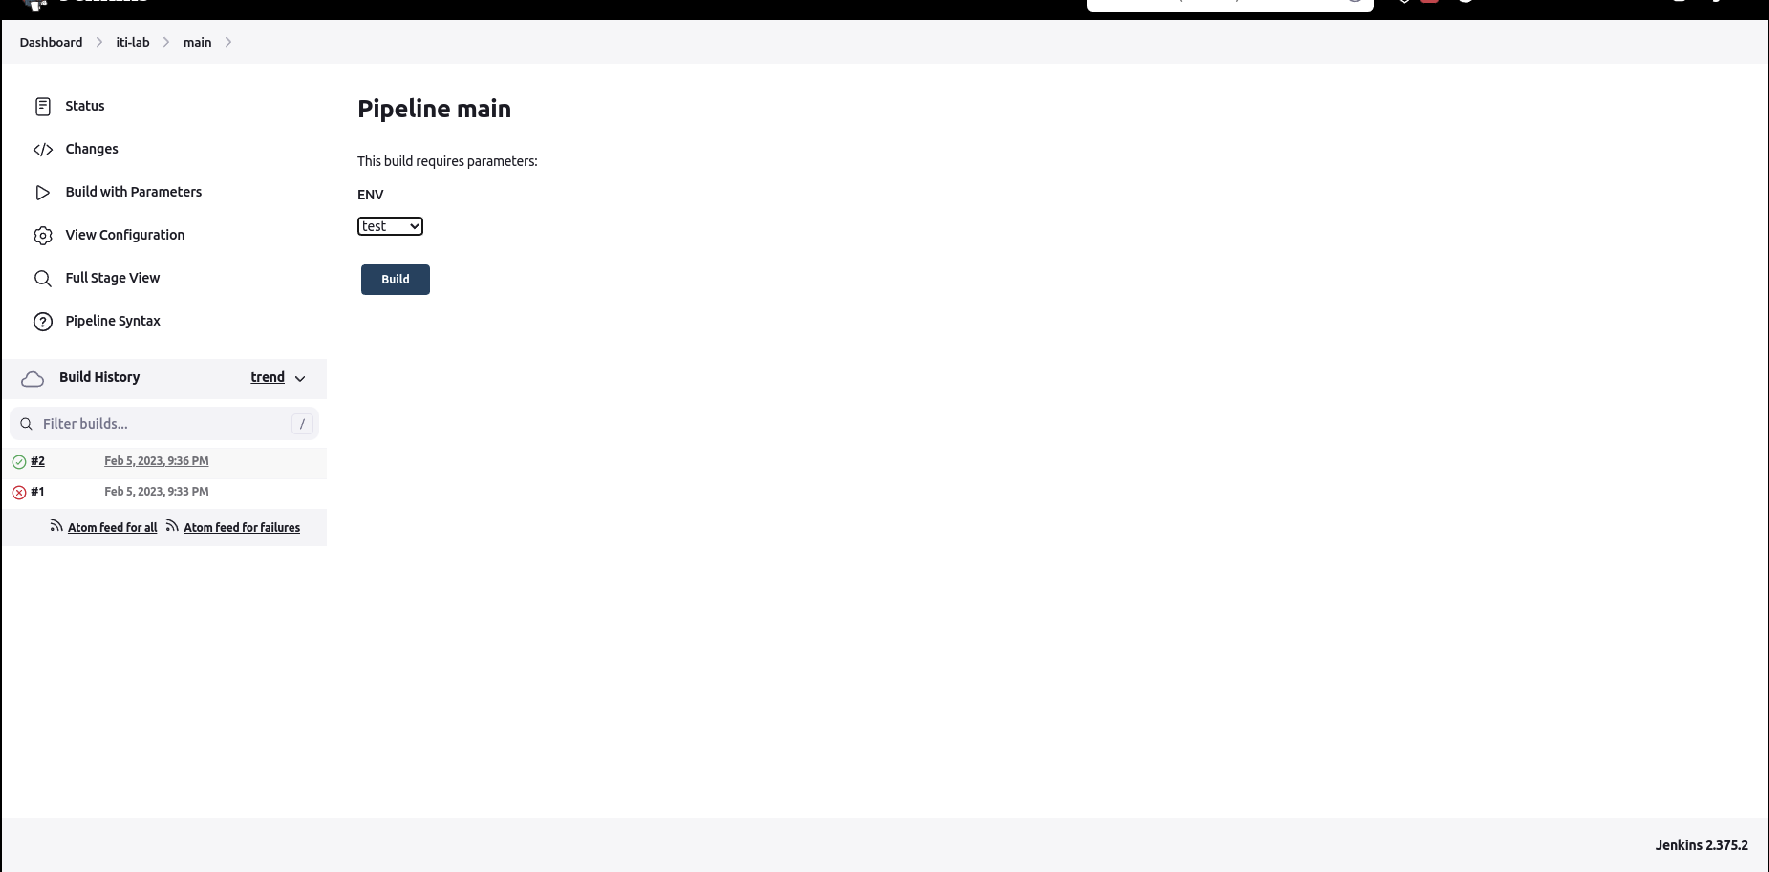 Dashboard
iti-lab
main
Status
Changes
Build with Parameters
View Configuration
Full Stage View
Pipeline Syntax
Build History
trend
Filter builds...
/
#2 Feb 5, 2023, 9:36 PM
#1 Feb 5, 2023, 9:33 PM
Atom feed for all Atom feed for failures
Pipeline main
This build requires parameters:
ENV
test
Build
Jenkins 2.375.2